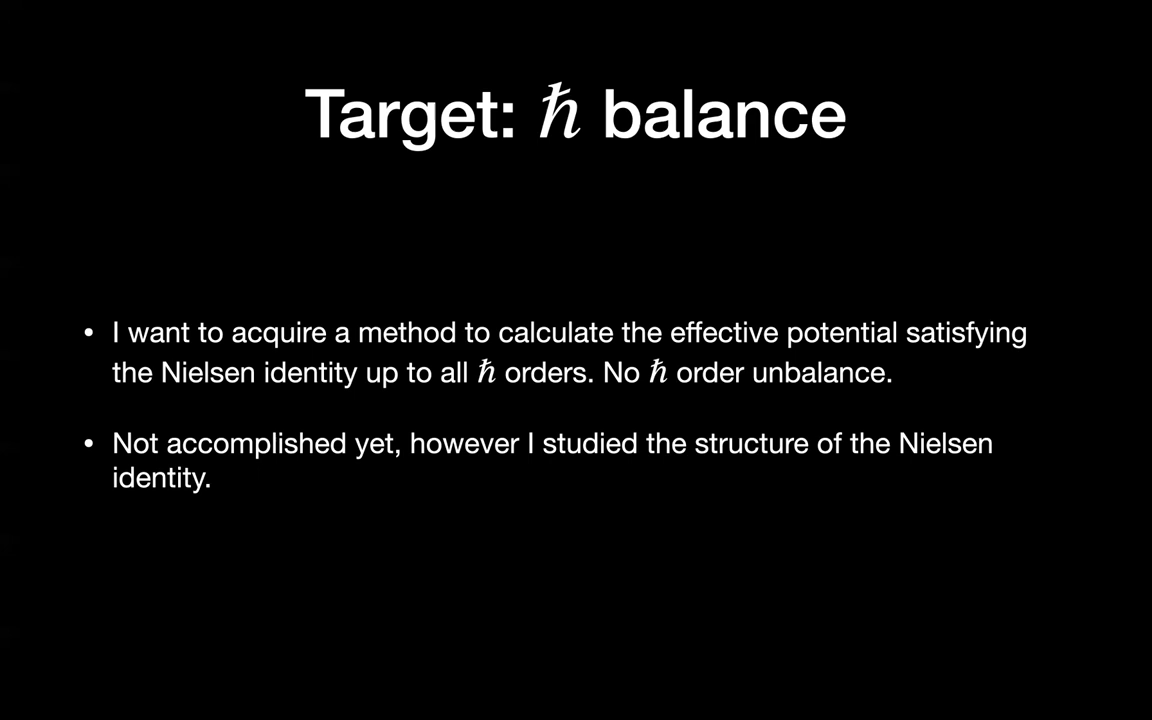 Target: ℏ balance
• I want to acquire a method to calculate the effective potential satisfying
the Nielsen identity up to all ℏ orders. No ℏ order unbalance.
• Not accomplished yet, however I studied the structure of the Nielsen
identity.